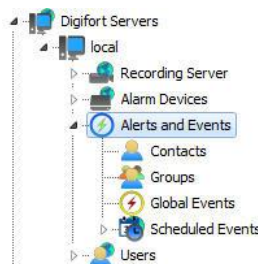 Digifort Servers
local
Recording Server
Alarm Devices
Alerts and Events
Contacts
Groups
Global Events
Scheduled Events
Users